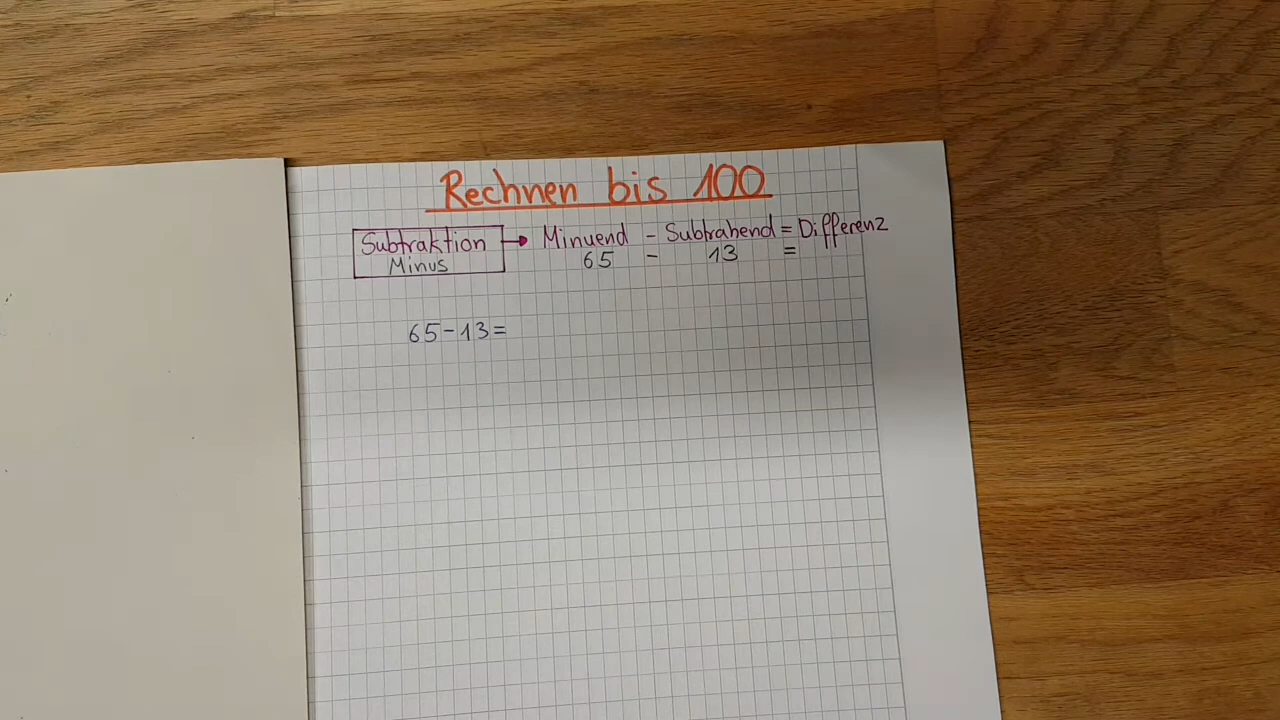 Rechnen bis 100
Subtraktion → Minuend - Subtrahend = Differenz
Minus 65 - 13 =
65-13=